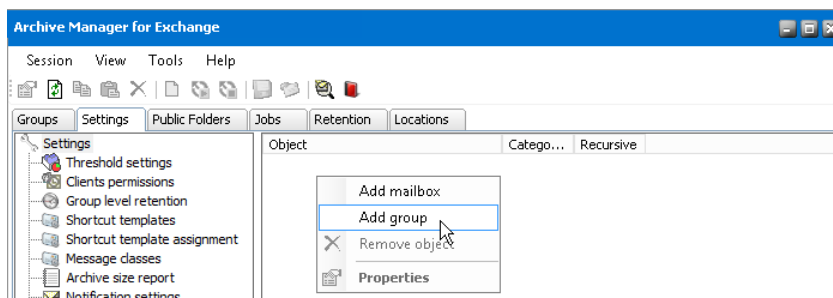 Archive Manager for Exchange
Session View Tools Help
Groups Settings Public Folders Jobs Retention Locations
Settings
Threshold settings
Clients permissions
Group level retention
Shortcut templates
Shortcut template assignment
Message classes
Archive size report
Notification settings
Object Catego... Recursive
Add mailbox
Add group
Remove object
Properties